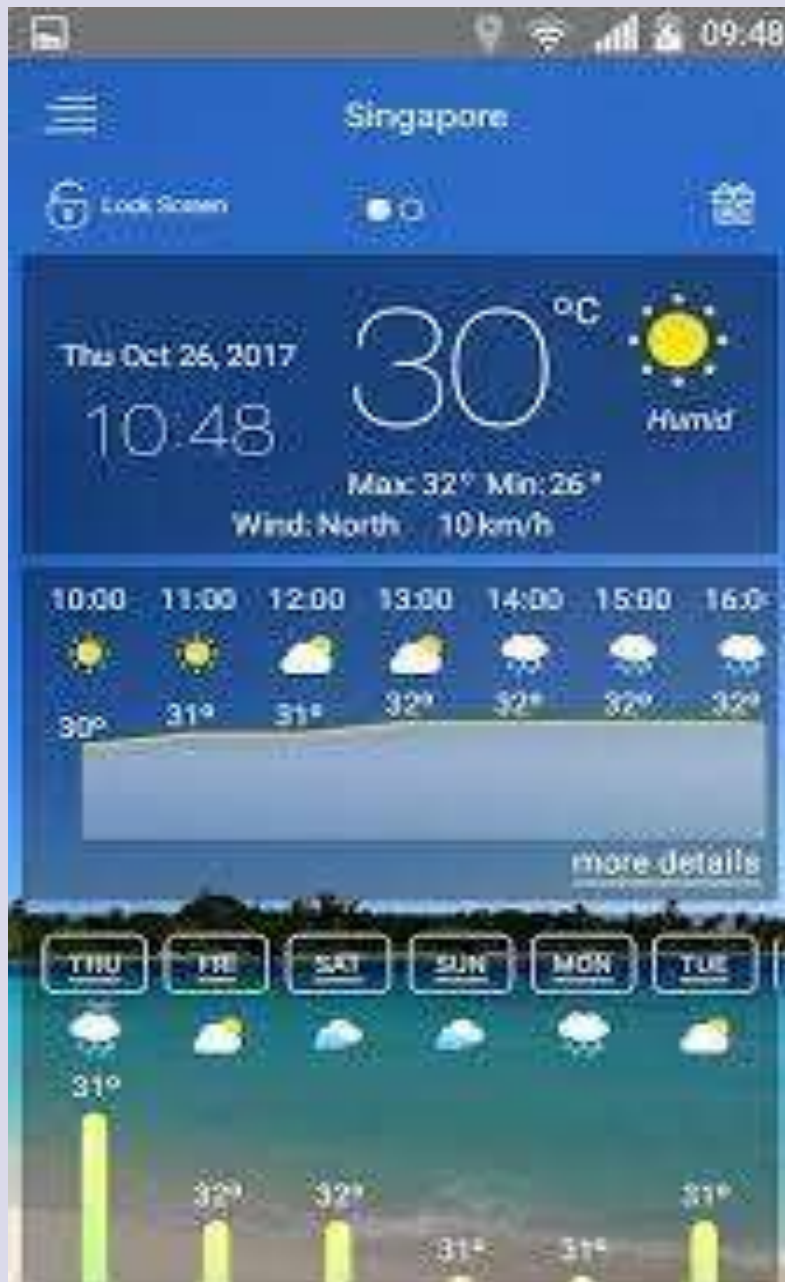 09:48
Singapore
Lock Screen
Thu Oct 26, 2017
10:48
30 °C
Humid
Max: 32° Min: 26°
Wind: North 10 km/h
10:00 11:00 12:00 13:00 14:00 15:00 16:0
30° 31° 31° 32° 32° 32° 32°
more details
THU FRI SAT SUN MON TUE
31°
32° 32° 31° 31° 31°